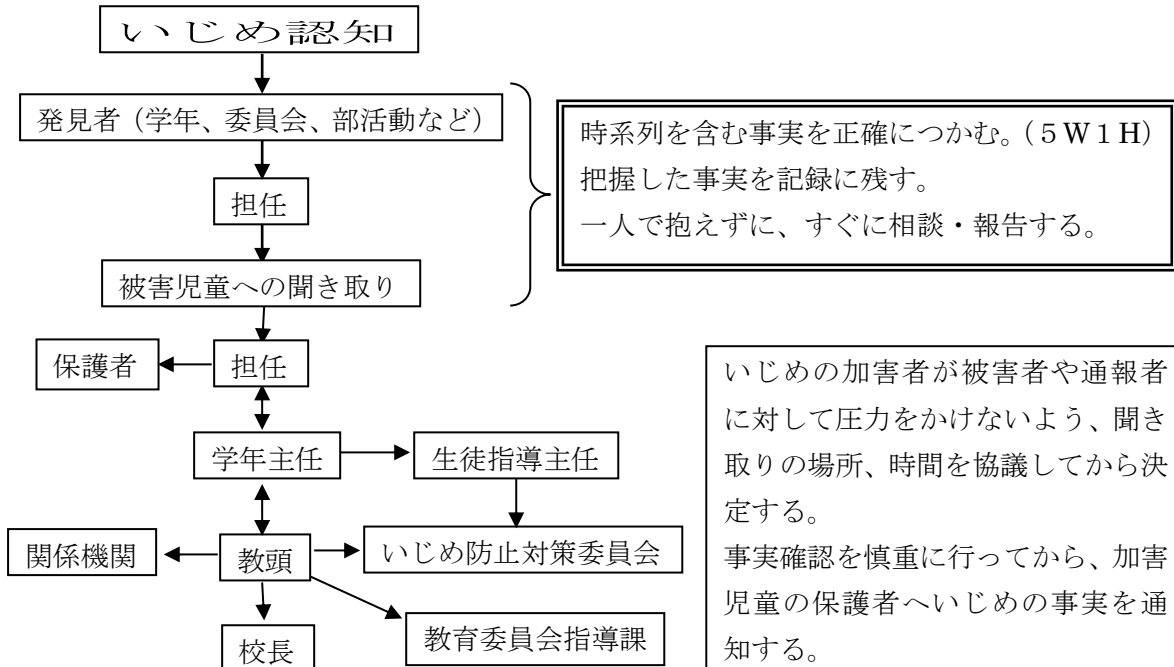 いじめ認知
発見者（学年、委員会、部活動など）
時系列を含む事実を正確につかむ。（５Ｗ１Ｈ）
把握した事実を記録に残す。
一人で抱えずに、すぐに相談・報告する。
担任
被害児童への聞き取り
保護者
担任
いじめの加害者が被害者や通報者
に対して圧力をかけないよう、聞き
取りの場所、時間を協議してから決
定する。
事実確認を慎重に行ってから、加害
児童の保護者へいじめの事実を通
知する。
学年主任
生徒指導主任
関係機関
教頭
いじめ防止対策委員会
校長
教育委員会指導課